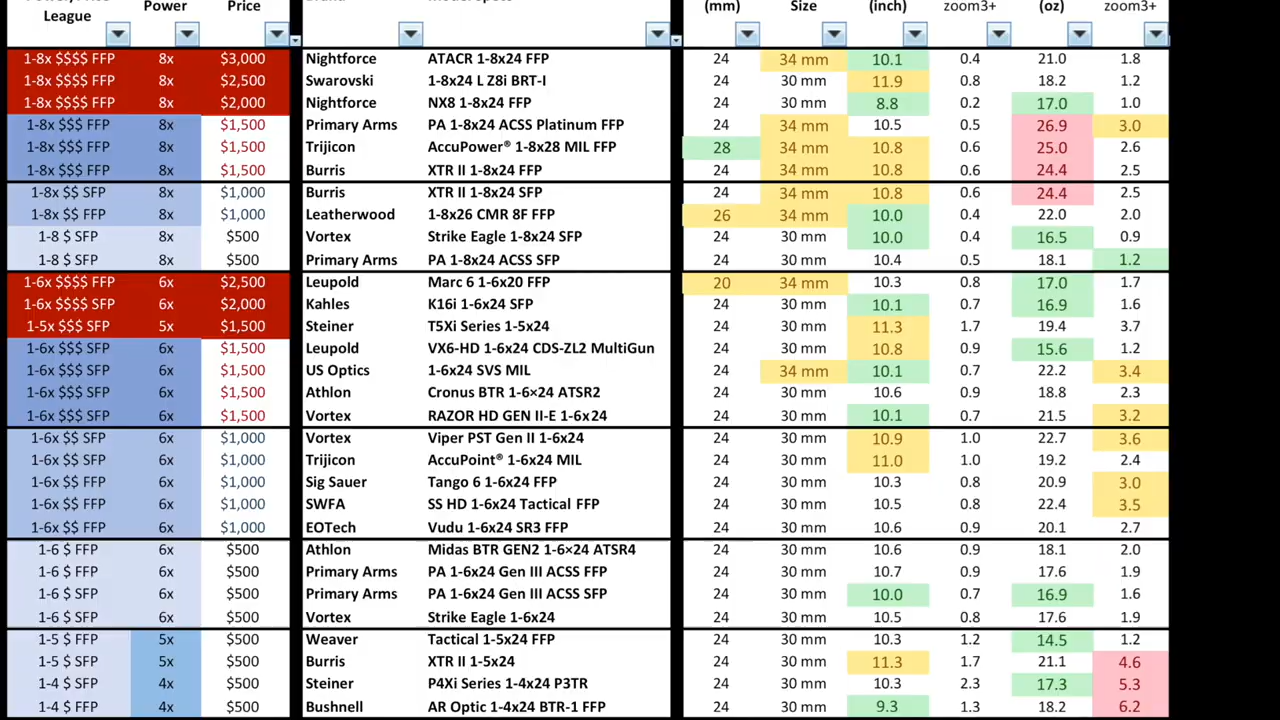 League Power Price (mm) Size (inch) zoom3+ (oz) zoom3+
1-8x $$$$ FFP 8x $3,000 Nightforce ATACR 1-8x24 FFP 24 34 mm 10.1 0.4 21.0 1.8
1-8x $$$$ FFP 8x $2,500 Swarovski 1-8x24 L Z8i BRT-I 24 30 mm 11.9 0.8 18.2 1.2
1-8x $$$$ FFP 8x $2,000 Nightforce NX8 1-8x24 FFP 24 30 mm 8.8 0.2 17.0 1.0
1-8x $$$ FFP 8x $1,500 Primary Arms PA 1-8x24 ACSS Platinum FFP 24 34 mm 10.5 0.5 26.9 3.0
1-8x $$$ FFP 8x $1,500 Trijicon AccuPower® 1-8x28 MIL FFP 28 34 mm 10.8 0.6 25.0 2.6
1-8x $$$ FFP 8x $1,500 Burris XTR II 1-8x24 FFP 24 34 mm 10.8 0.6 24.4 2.5
1-8x $$ SFP 8x $1,000 Burris XTR II 1-8x24 SFP 24 34 mm 10.8 0.6 24.4 2.5
1-8x $$ FFP 8x $1,000 Leatherwood 1-8x26 CMR 8F FFP 26 34 mm 10.0 0.4 22.0 2.0
1-8 $ SFP 8x $500 Vortex Strike Eagle 1-8x24 SFP 24 30 mm 10.0 0.4 16.5 0.9
1-8 $ SFP 8x $500 Primary Arms PA 1-8x24 ACSS SFP 24 30 mm 10.4 0.5 18.1 1.2
1-6x $$$$ FFP 6x $2,500 Leupold Marc 6 1-6x20 FFP 20 34 mm 10.3 0.8 17.0 1.7
1-6x $$$$ SFP 6x $2,000 Kahles K16i 1-6x24 SFP 24 30 mm 10.1 0.7 16.9 1.6
1-5x $$$ SFP 5x $1,500 Steiner T5Xi Series 1-5x24 24 30 mm 11.3 1.7 19.4 3.7
1-6x $$$ SFP 6x $1,500 Leupold VX6-HD 1-6x24 CDS-ZL2 MultiGun 24 30 mm 10.8 0.9 15.6 1.2
1-6x $$$ SFP 6x $1,500 US Optics 1-6x24 SVS MIL 24 34 mm 10.1 0.7 22.2 3.4
1-6x $$$ SFP 6x $1,500 Athlon Cronus BTR 1-6×24 ATSR2 24 30 mm 10.6 0.9 18.8 2.3
1-6x $$$ SFP 6x $1,500 Vortex RAZOR HD GEN II-E 1-6x24 24 30 mm 10.1 0.7 21.5 3.2
1-6x $$ SFP 6x $1,000 Vortex Viper PST Gen II 1-6x24 24 30 mm 10.9 1.0 22.7 3.6
1-6x $$ SFP 6x $1,000 Trijicon AccuPoint® 1-6x24 MIL 24 30 mm 11.0 1.0 19.2 2.4
1-6x $$ FFP 6x $1,000 Sig Sauer Tango 6 1-6x24 FFP 24 30 mm 10.3 0.8 20.9 3.0
1-6x $$ FFP 6x $1,000 SWFA SS HD 1-6x24 Tactical FFP 24 30 mm 10.5 0.8 22.4 3.5
1-6x $$ FFP 6x $1,000 EOTech Vudu 1-6x24 SR3 FFP 24 30 mm 10.6 0.9 20.1 2.7
1-6 $ FFP 6x $500 Athlon Midas BTR GEN2 1-6×24 ATSR4 24 30 mm 10.6 0.9 18.1 2.0
1-6 $ FFP 6x $500 Primary Arms PA 1-6x24 Gen III ACSS FFP 24 30 mm 10.7 0.9 17.6 1.9
1-6 $ SFP 6x $500 Primary Arms PA 1-6x24 Gen III ACSS SFP 24 30 mm 10.0 0.7 16.9 1.6
1-6 $ SFP 6x $500 Vortex Strike Eagle 1-6x24 24 30 mm 10.5 0.8 17.6 1.9
1-5 $ FFP 5x $500 Weaver Tactical 1-5x24 FFP 24 30 mm 10.3 1.2 14.5 1.2
1-5 $ SFP 5x $500 Burris XTR II 1-5x24 24 30 mm 11.3 1.7 21.1 4.6
1-4 $ SFP 4x $500 Steiner P4Xi Series 1-4x24 P3TR 24 30 mm 10.3 2.3 17.3 5.3
1-4 $ FFP 4x $500 Bushnell AR Optic 1-4x24 BTR-1 FFP 24 30 mm 9.3 1.3 18.2 6.2